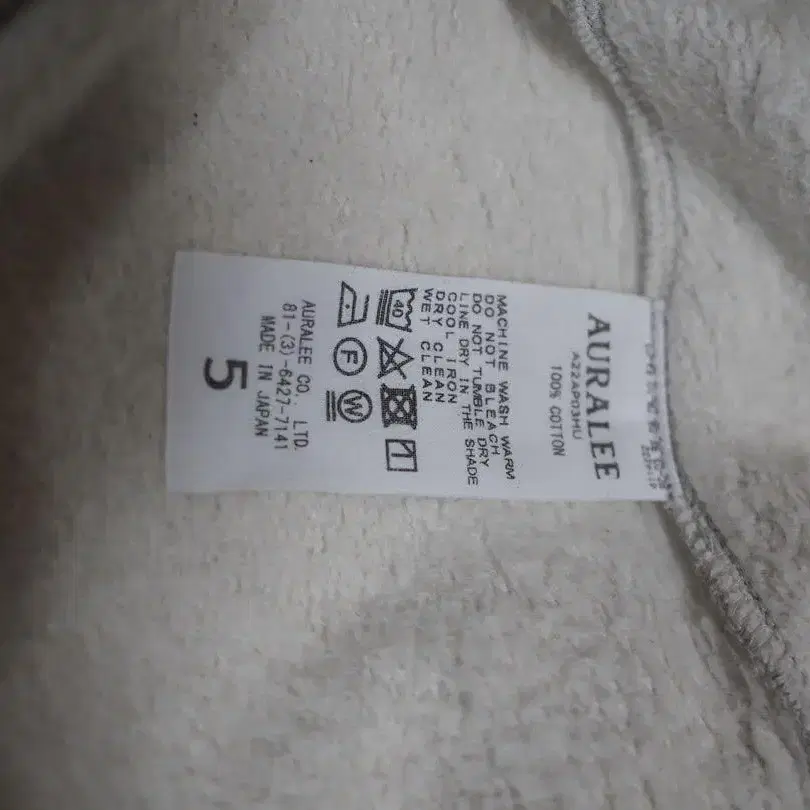 AURALEE
A22AP03HU
100% COTTON
MACHINE WASH WARM
DO NOT BLEACH
DO NOT TUMBLE DRY
LINE DRY IN THE SHADE
COOL IRON
DRY CLEAN
WET CLEAN
40
F W
AURALEE CO., LTD.
81-(3)-6427-7141
MADE IN JAPAN
5